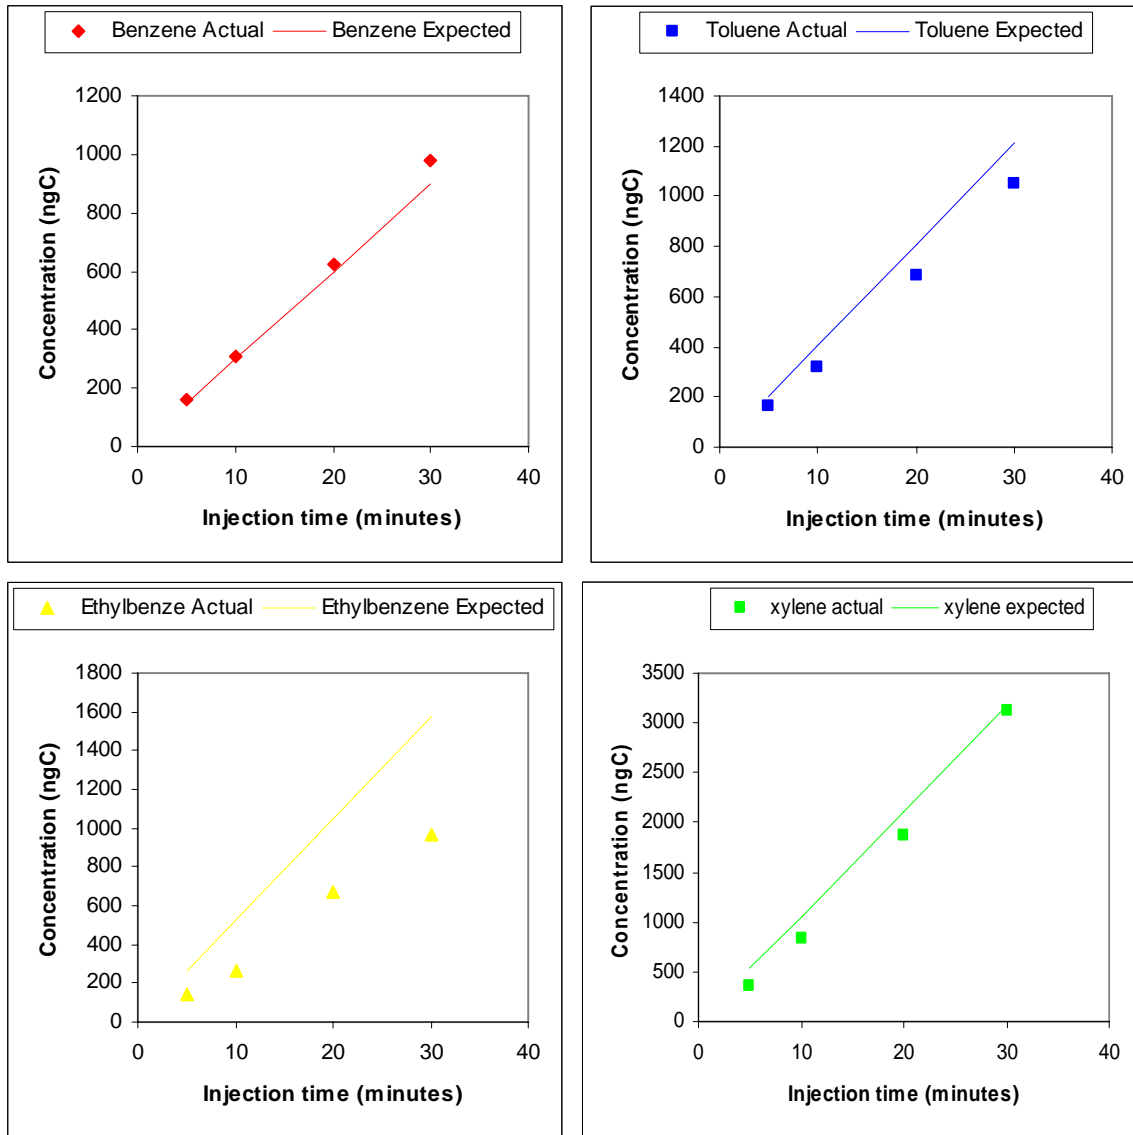 Benzene Actual Benzene Expected
1200
1000
800
600
400
200
0
0 10 20 30 40
Concentration (ngC)
Injection time (minutes)
Toluene Actual Toluene Expected
1400
1200
1000
800
600
400
200
0
0 10 20 30 40
Concentration (ngC)
Injection time (minutes)
Ethylbenze Actual Ethylbenzene Expected
1800
1600
1400
1200
1000
800
600
400
200
0
0 10 20 30 40
Concentration (ngC)
Injection time (minutes)
xylene actual xylene expected
3500
3000
2500
2000
1500
1000
500
0
0 10 20 30 40
Concentration (ngC)
Injection time (minutes)